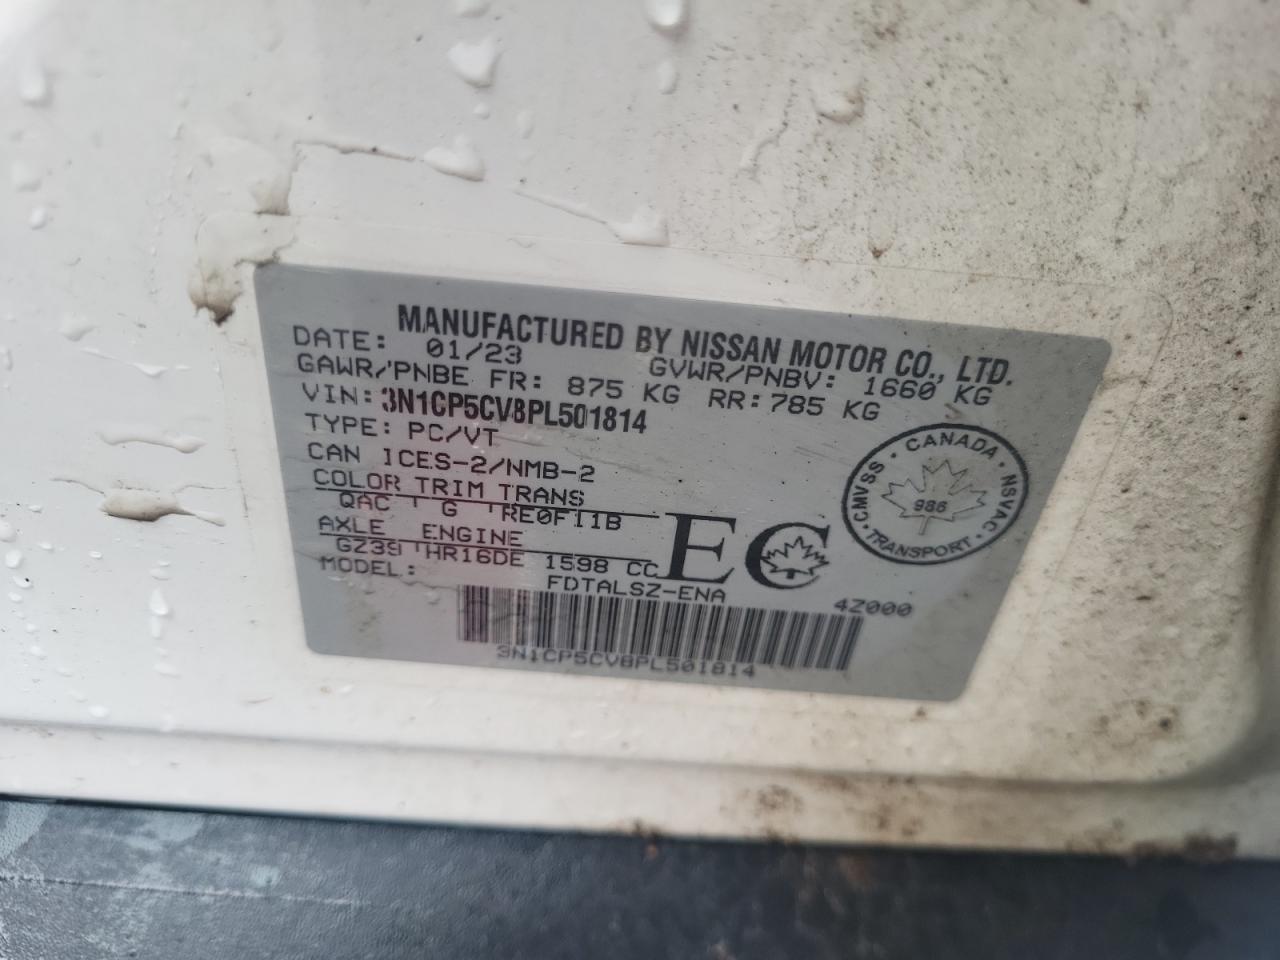 MANUFACTURED BY NISSAN MOTOR CO., LTD.
DATE: 01/23 GVWR/PNBV: 1660 KG
GAWR/PNBE FR: 875 KG RR: 785 KG
VIN: 3N1CP5CV8PL501814
TYPE: PC/VT
CAN ICES-2/NMB-2
COLOR TRIM TRANS
QAC G RE0F11B
AXLE ENGINE
GZ39 HR16DE 1598 CC
MODEL: FDTALSZ-ENA
EC
4Z000
CANADA · NSVAC · TRANSPORT · CMVSS ·
986
3N1CP5CV8PL501814